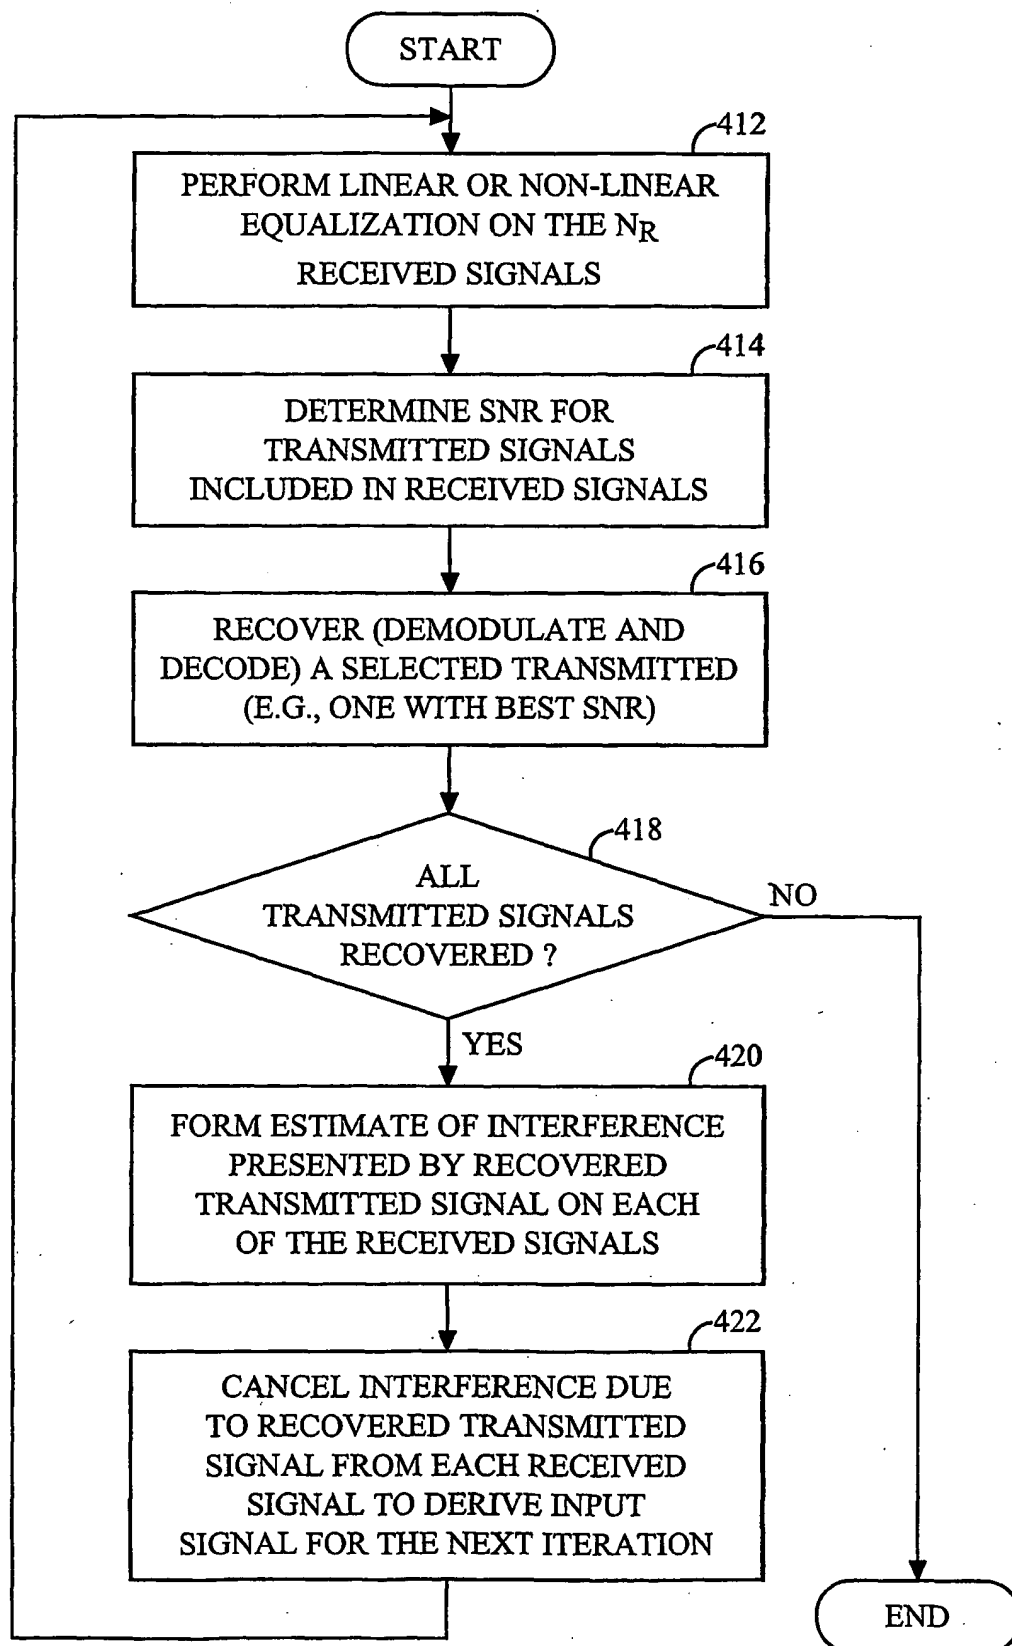 START
412
PERFORM LINEAR OR NON-LINEAR
EQUALIZATION ON THE NR
RECEIVED SIGNALS
414
DETERMINE SNR FOR
TRANSMITTED SIGNALS
INCLUDED IN RECEIVED SIGNALS
416
RECOVER (DEMODULATE AND
DECODE) A SELECTED TRANSMITTED
(E.G., ONE WITH BEST SNR)
418
ALL
TRANSMITTED SIGNALS
RECOVERED ?
NO
YES
420
FORM ESTIMATE OF INTERFERENCE
PRESENTED BY RECOVERED
TRANSMITTED SIGNAL ON EACH
OF THE RECEIVED SIGNALS
422
CANCEL INTERFERENCE DUE
TO RECOVERED TRANSMITTED
SIGNAL FROM EACH RECEIVED
SIGNAL TO DERIVE INPUT
SIGNAL FOR THE NEXT ITERATION
END